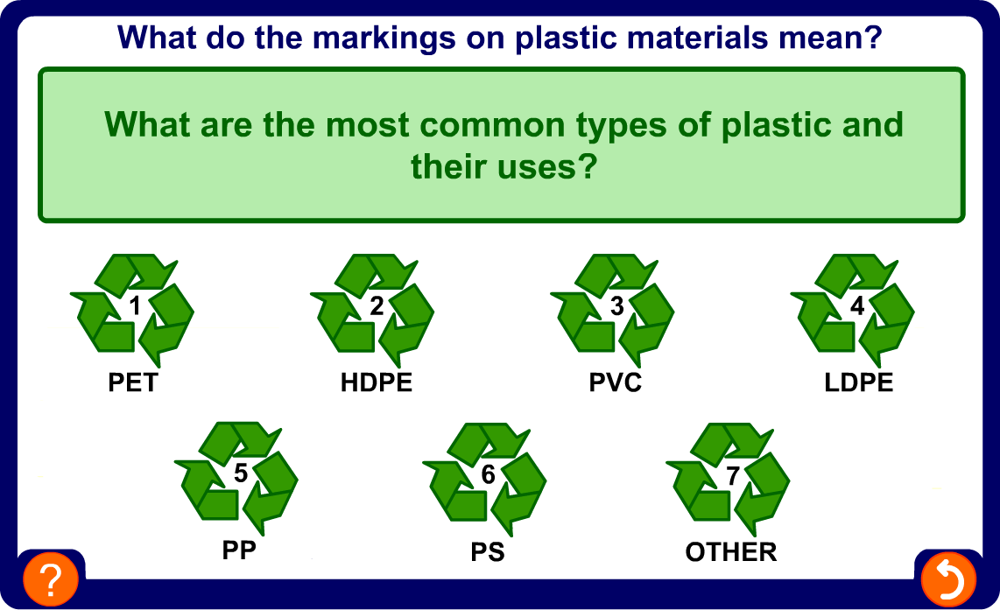 What do the markings on plastic materials mean?
What are the most common types of plastic and
their uses?
1
2
3
4
PET
HDPE
PVC
LDPE
5
6
7
PP
PS
OTHER
?